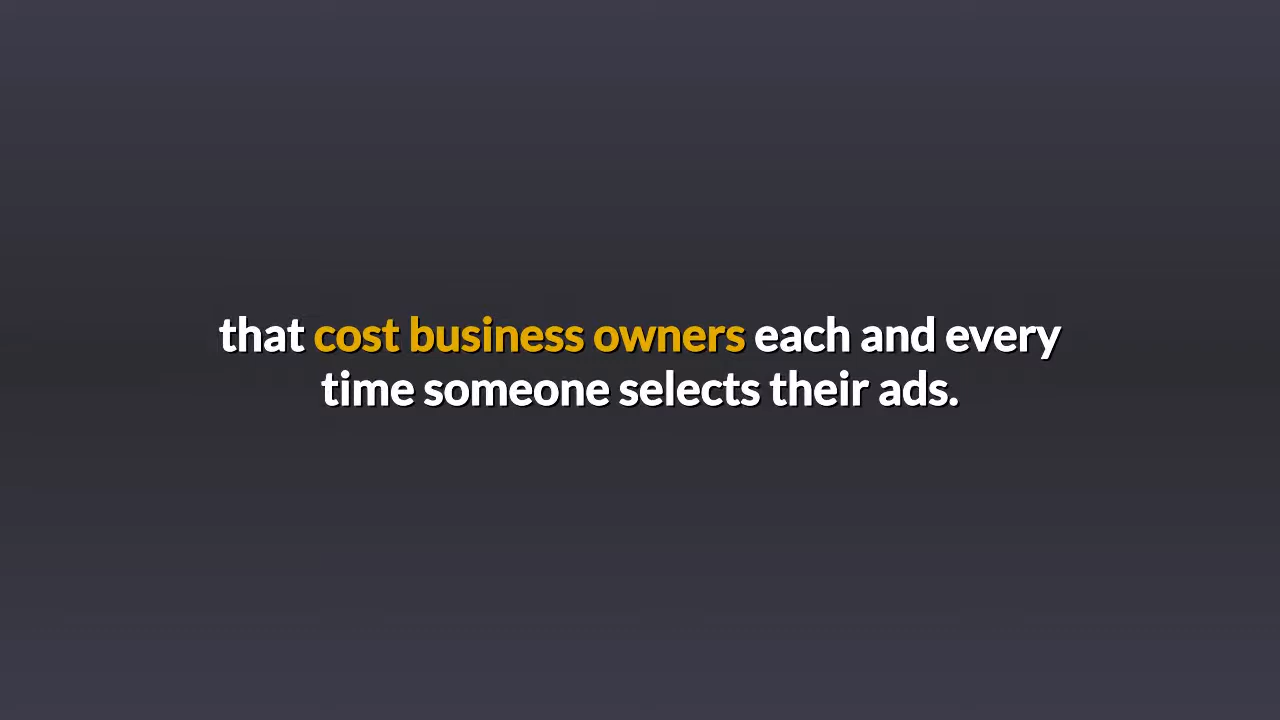 that cost business owners each and every
time someone selects their ads.